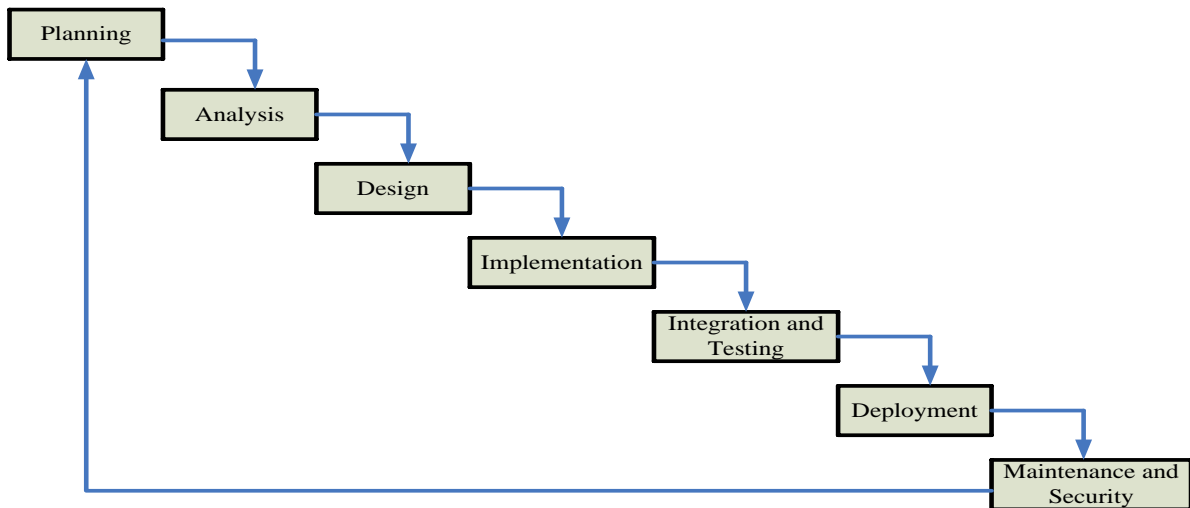 Planning
Analysis
Design
Implementation
Integration and
Testing
Deployment
Maintenance and
Security